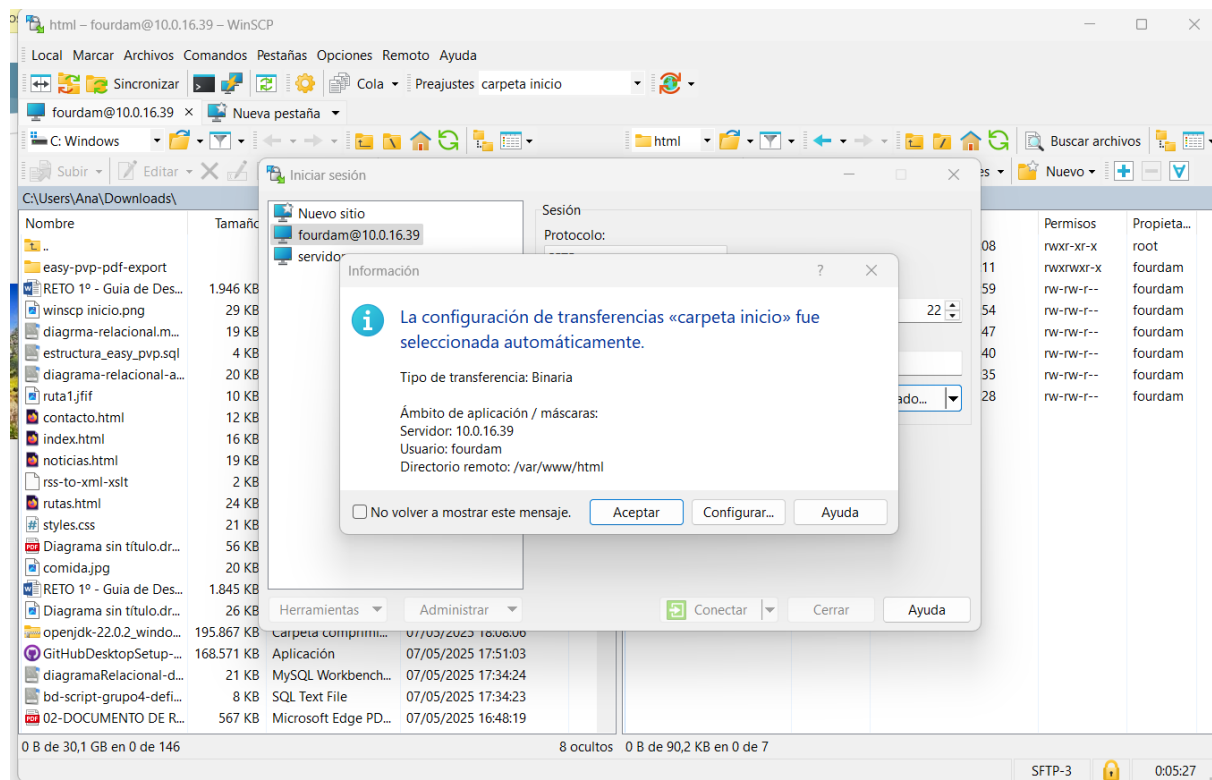 html – fourdam@10.0.16.39 – WinSCP
Local Marcar Archivos Comandos Pestañas Opciones Remoto Ayuda
Sincronizar Cola Preajustes carpeta inicio
fourdam@10.0.16.39 × Nueva pestaña
C: Windows html Buscar archivos
Subir Editar Nuevo
C:\Users\Ana\Downloads\
Nombre Tamaño Permisos Propieta...
.. 08 rwxr-xr-x root
easy-pvp-pdf-export 11 rwxrwxr-x fourdam
RETO 1º - Guia de Des... 1.946 KB 59 rw-rw-r-- fourdam
winscp inicio.png 29 KB 54 rw-rw-r-- fourdam
diagrma-relacional.m... 19 KB 47 rw-rw-r-- fourdam
estructura_easy_pvp.sql 4 KB 40 rw-rw-r-- fourdam
diagrama-relacional-a... 20 KB 35 rw-rw-r-- fourdam
ruta1.jfif 10 KB 28 rw-rw-r-- fourdam
contacto.html 12 KB
index.html 16 KB
noticias.html 19 KB
rss-to-xml-xslt 2 KB
rutas.html 24 KB
styles.css 21 KB
Diagrama sin título.dr... 56 KB
comida.jpg 20 KB
RETO 1º - Guia de Des... 1.845 KB
Diagrama sin título.dr... 26 KB
openjdk-22.0.2_windo... 195.867 KB Carpeta comprimi... 07/05/2025 18:08:06
GitHubDesktopSetup-... 168.571 KB Aplicación 07/05/2025 17:51:03
diagramaRelacional-d... 21 KB MySQL Workbench... 07/05/2025 17:34:24
bd-script-grupo4-defi... 8 KB SQL Text File 07/05/2025 17:34:23
02-DOCUMENTO DE R... 567 KB Microsoft Edge PD... 07/05/2025 16:48:19
Iniciar sesión
Nuevo sitio
fourdam@10.0.16.39
servidor
Sesión
Protocolo:
22
Información
La configuración de transferencias «carpeta inicio» fue
seleccionada automáticamente.
Tipo de transferencia: Binaria
Ámbito de aplicación / máscaras:
Servidor: 10.0.16.39
Usuario: fourdam
Directorio remoto: /var/www/html
No volver a mostrar este mensaje. Aceptar Configurar... Ayuda
Herramientas Administrar Conectar Cerrar Ayuda
0 B de 30,1 GB en 0 de 146 8 ocultos 0 B de 90,2 KB en 0 de 7
SFTP-3 0:05:27